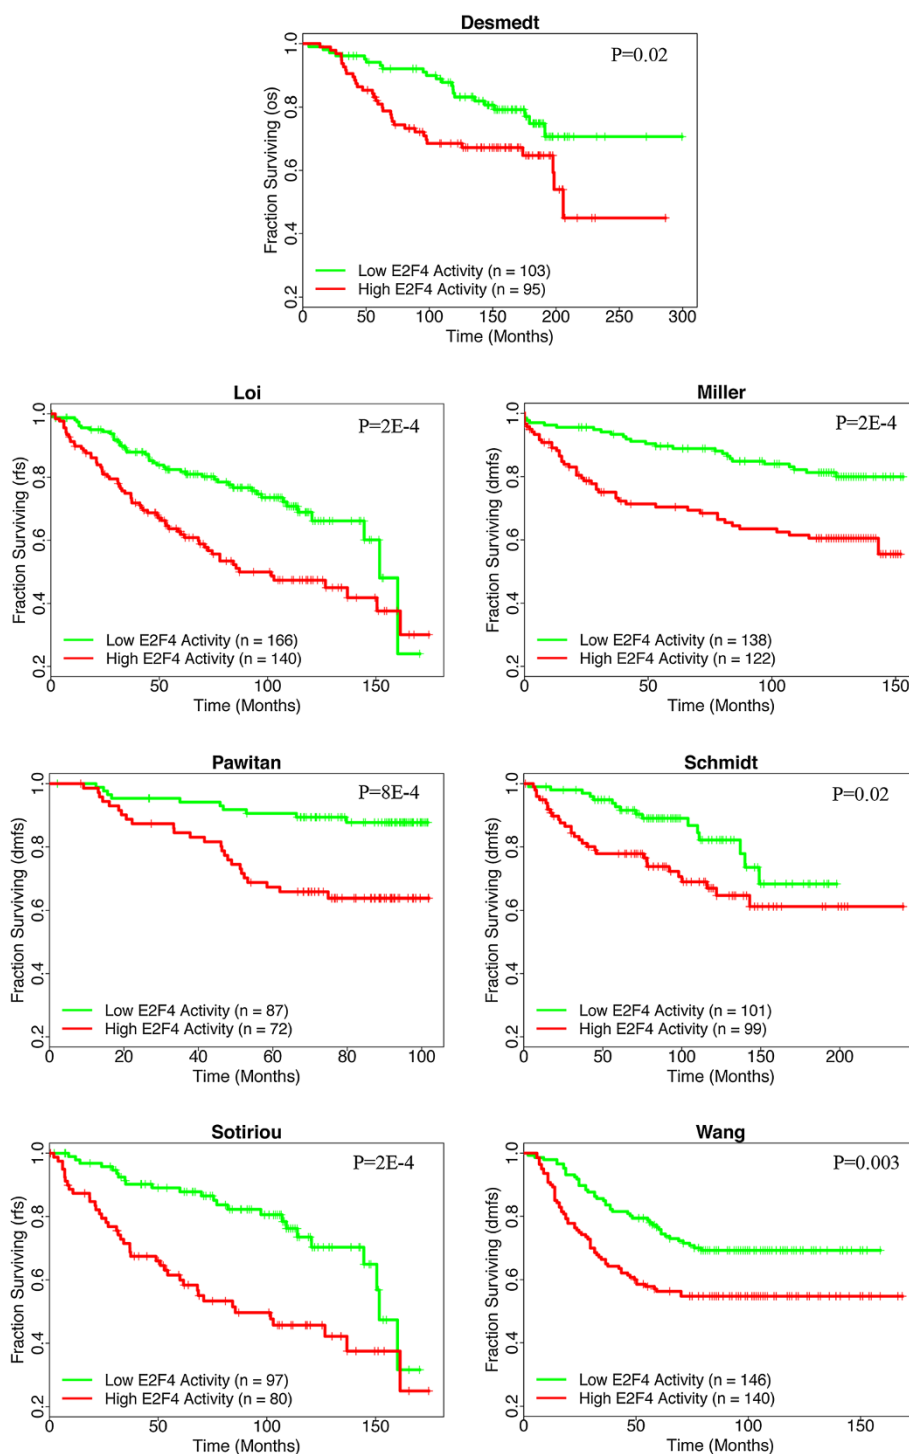 Desmedt
P=0.02
Fraction Surviving (os)
1.0
0.8
0.6
0.4
0.2
Low E2F4 Activity (n = 103)
High E2F4 Activity (n = 95)
0 50 100 150 200 250 300
Time (Months)
Loi
P=2E-4
Fraction Surviving (rfs)
1.0
0.8
0.6
0.4
0.2
Low E2F4 Activity (n = 166)
High E2F4 Activity (n = 140)
0 50 100 150
Time (Months)
Miller
P=2E-4
Fraction Surviving (dmfs)
1.0
0.8
0.6
0.4
0.2
Low E2F4 Activity (n = 138)
High E2F4 Activity (n = 122)
0 50 100 150
Time (Months)
Pawitan
P=8E-4
Fraction Surviving (dmfs)
1.0
0.8
0.6
0.4
0.2
Low E2F4 Activity (n = 87)
High E2F4 Activity (n = 72)
0 20 40 60 80 100
Time (Months)
Schmidt
P=0.02
Fraction Surviving (dmfs)
1.0
0.8
0.6
0.4
0.2
Low E2F4 Activity (n = 101)
High E2F4 Activity (n = 99)
0 50 100 150 200
Time (Months)
Sotiriou
P=2E-4
Fraction Surviving (rfs)
1.0
0.8
0.6
0.4
0.2
Low E2F4 Activity (n = 97)
High E2F4 Activity (n = 80)
0 50 100 150
Time (Months)
Wang
P=0.003
Fraction Surviving (dmfs)
1.0
0.8
0.6
0.4
0.2
Low E2F4 Activity (n = 146)
High E2F4 Activity (n = 140)
0 50 100 150
Time (Months)